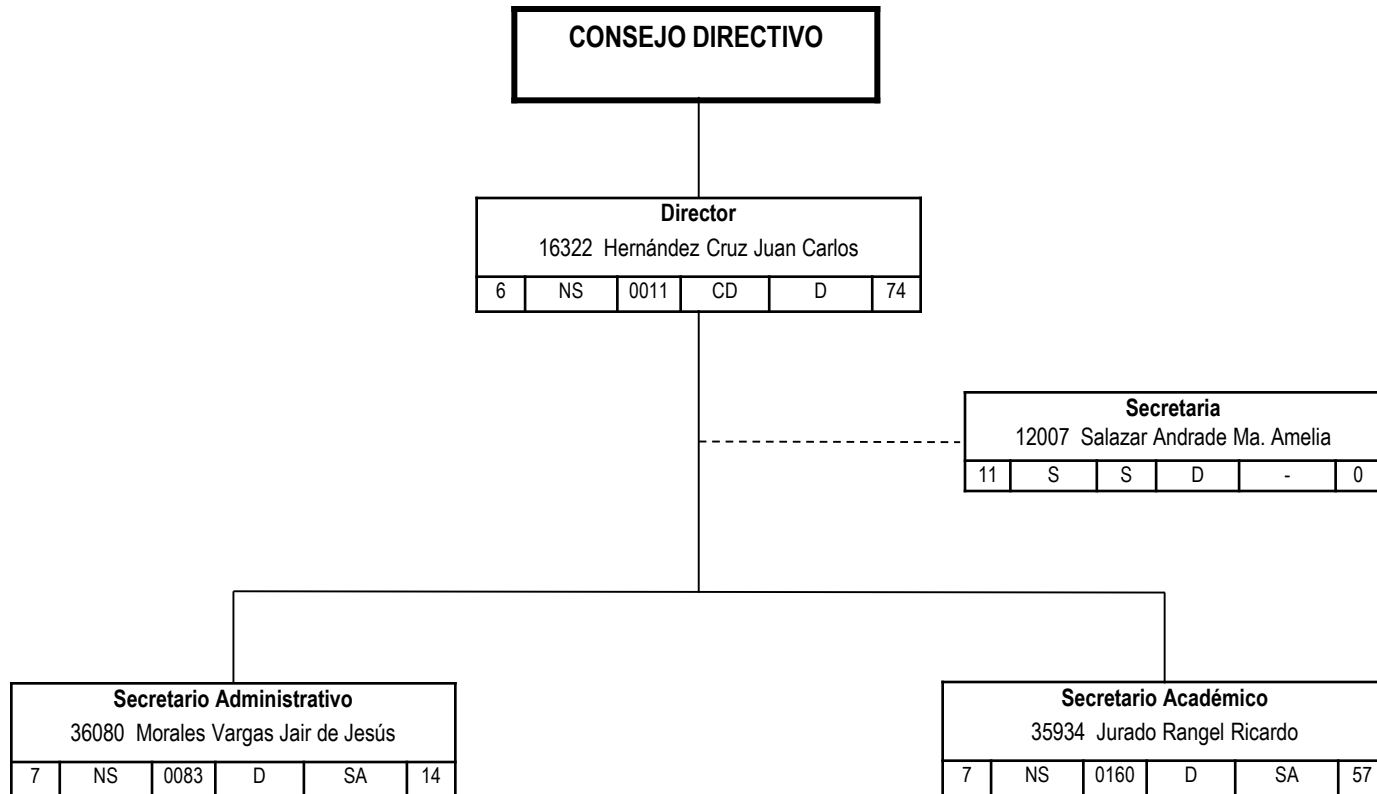 CONSEJO DIRECTIVO
Director
16322 Hernández Cruz Juan Carlos
6 NS 0011 CD D 74
Secretaria
12007 Salazar Andrade Ma. Amelia
11 S S D - 0
Secretario Administrativo
36080 Morales Vargas Jair de Jesús
7 NS 0083 D SA 14
Secretario Académico
35934 Jurado Rangel Ricardo
7 NS 0160 D SA 57